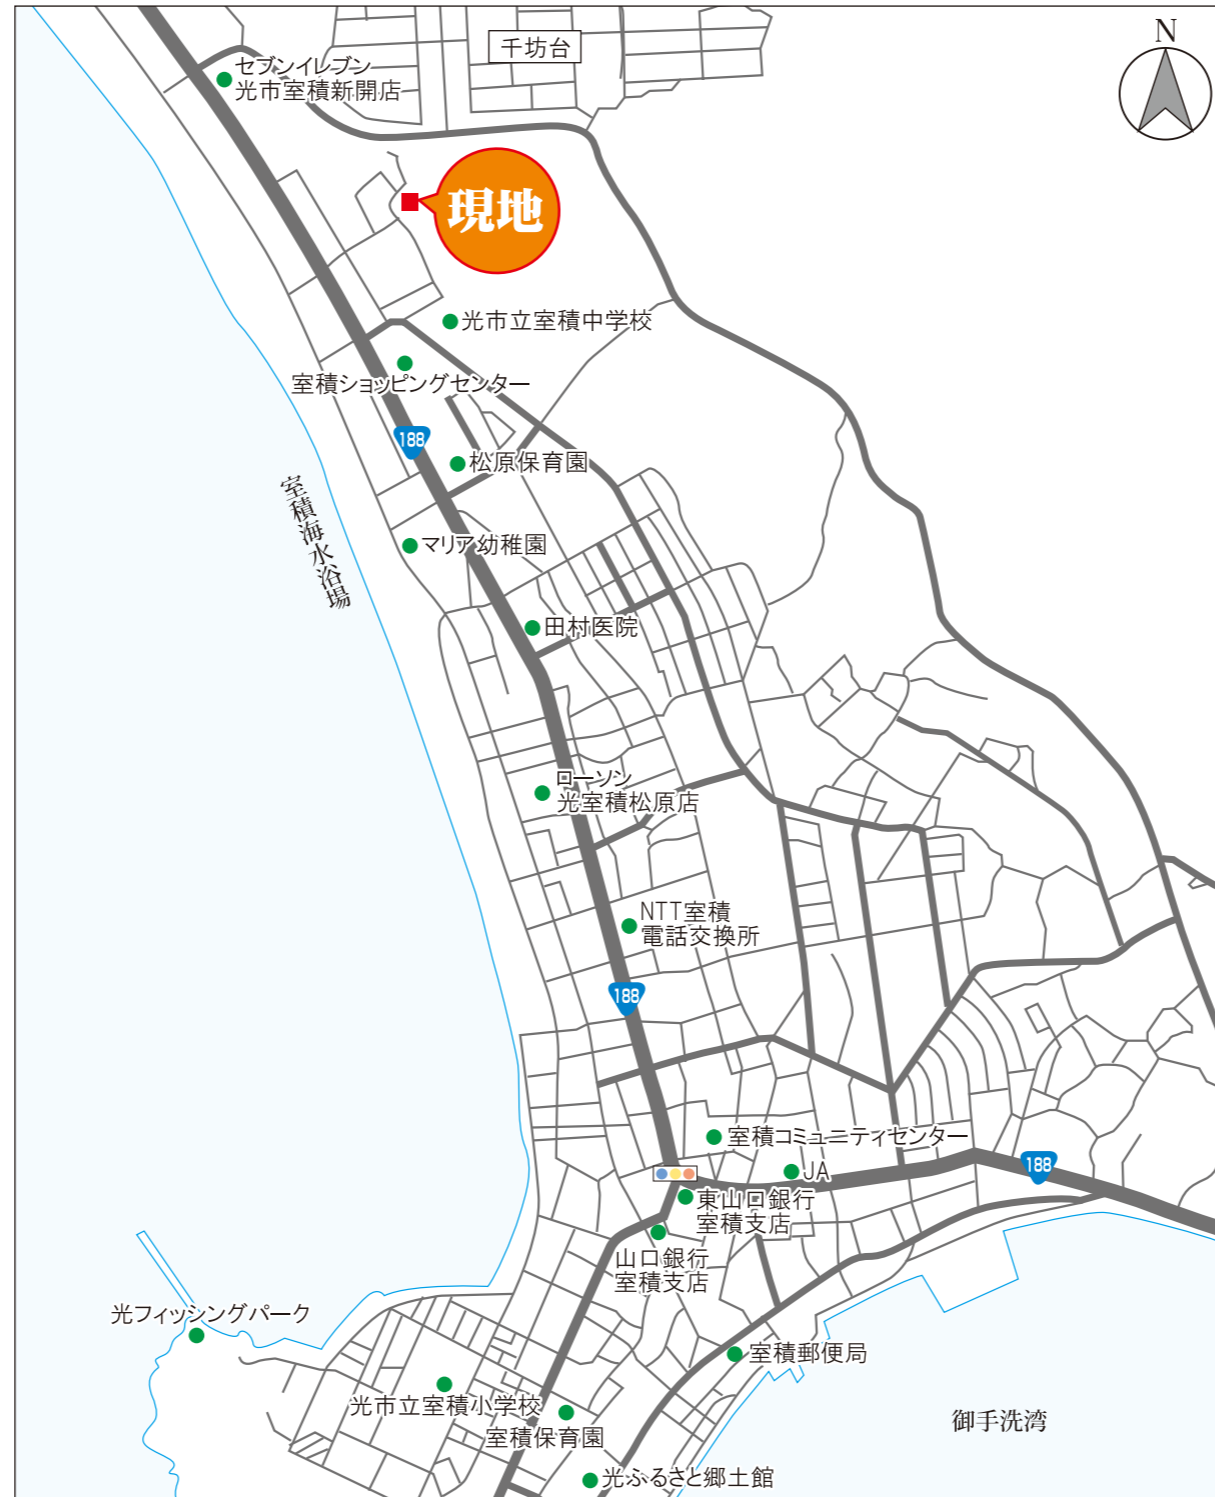 千坊台
N
セブンイレブン
光市室積新開店
現地
光市立室積中学校
室積ショッピングセンター
188
松原保育園
室積海水浴場
マリア幼稚園
田村医院
ローソン
光室積松原店
NTT室積
電話交換所
188
室積コミュニティセンター
JA
188
東山口銀行
室積支店
山口銀行
室積支店
光フィッシングパーク
室積郵便局
光市立室積小学校
室積保育園
御手洗湾
光ふるさと郷土館